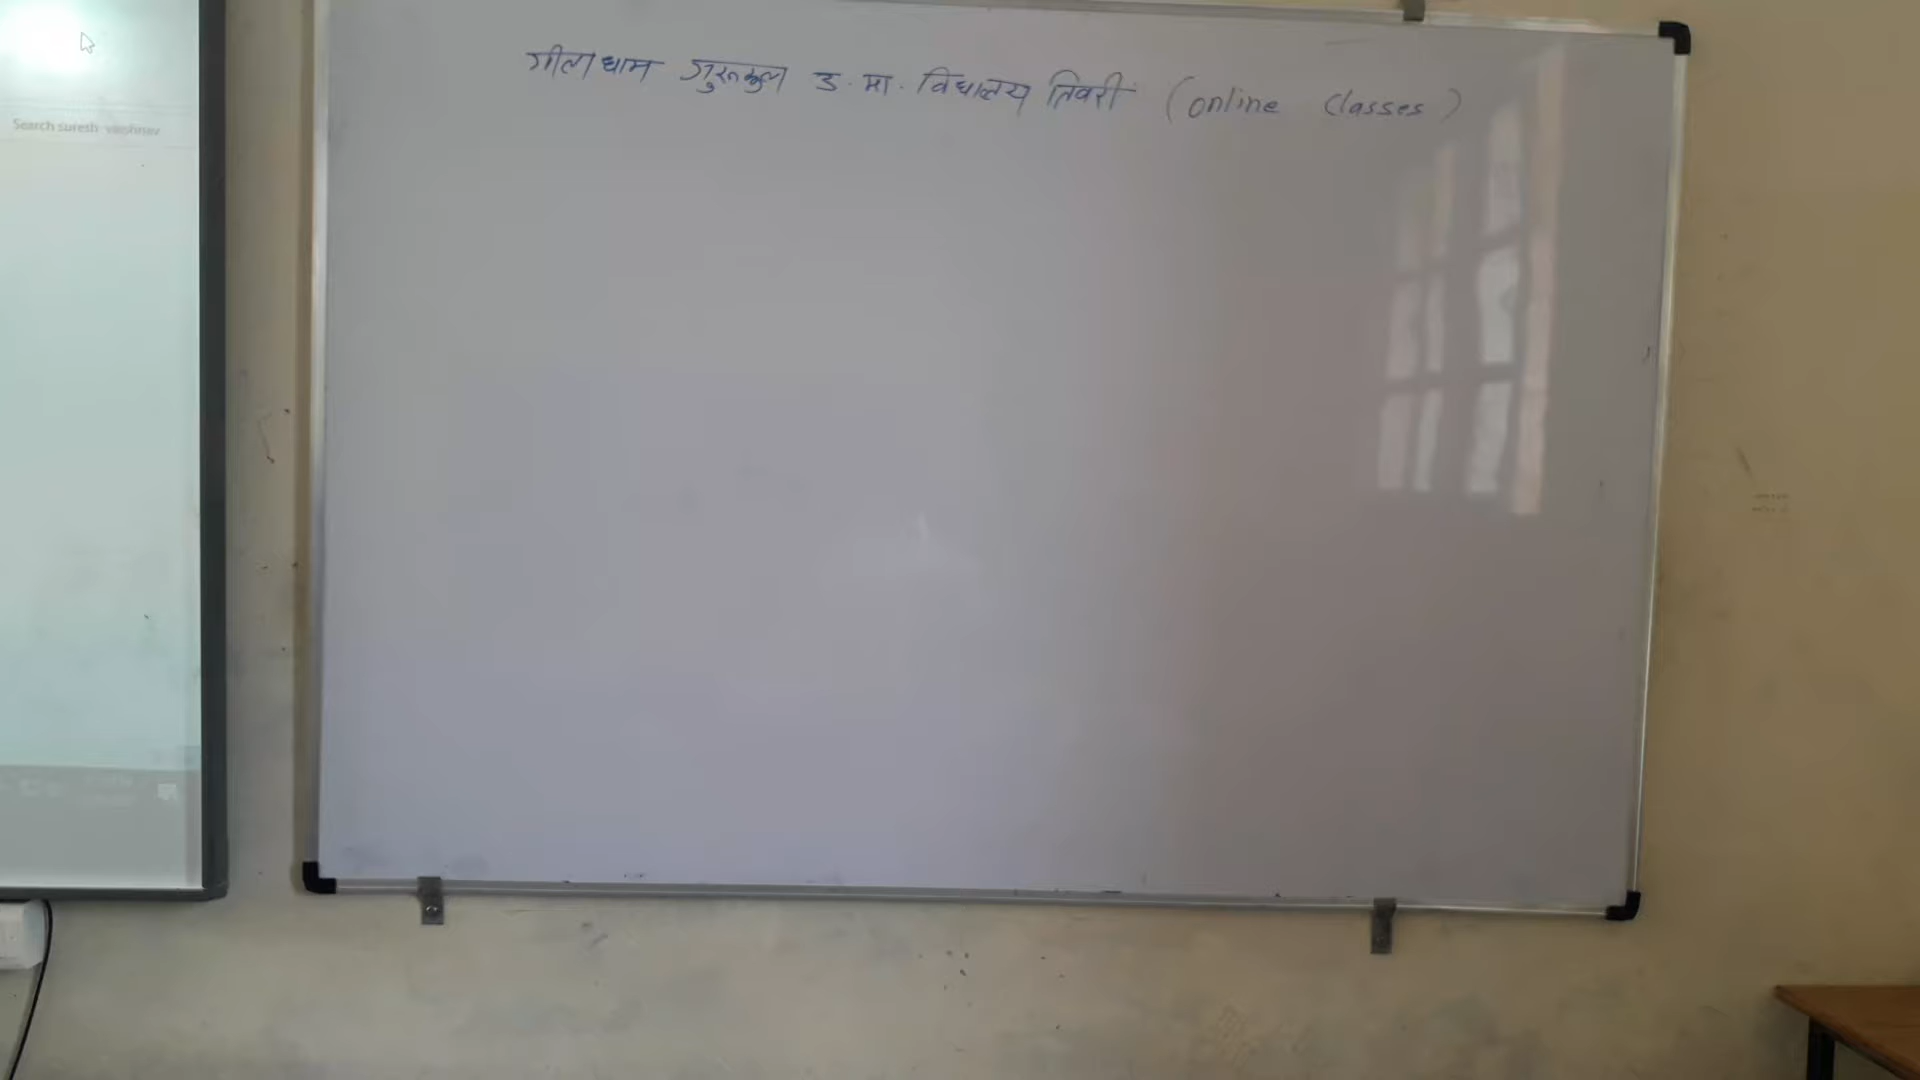 गीता धाम गुरुकुल उ. मा. विद्यालय तिवरी (online classes)
Search suresh vaishnav